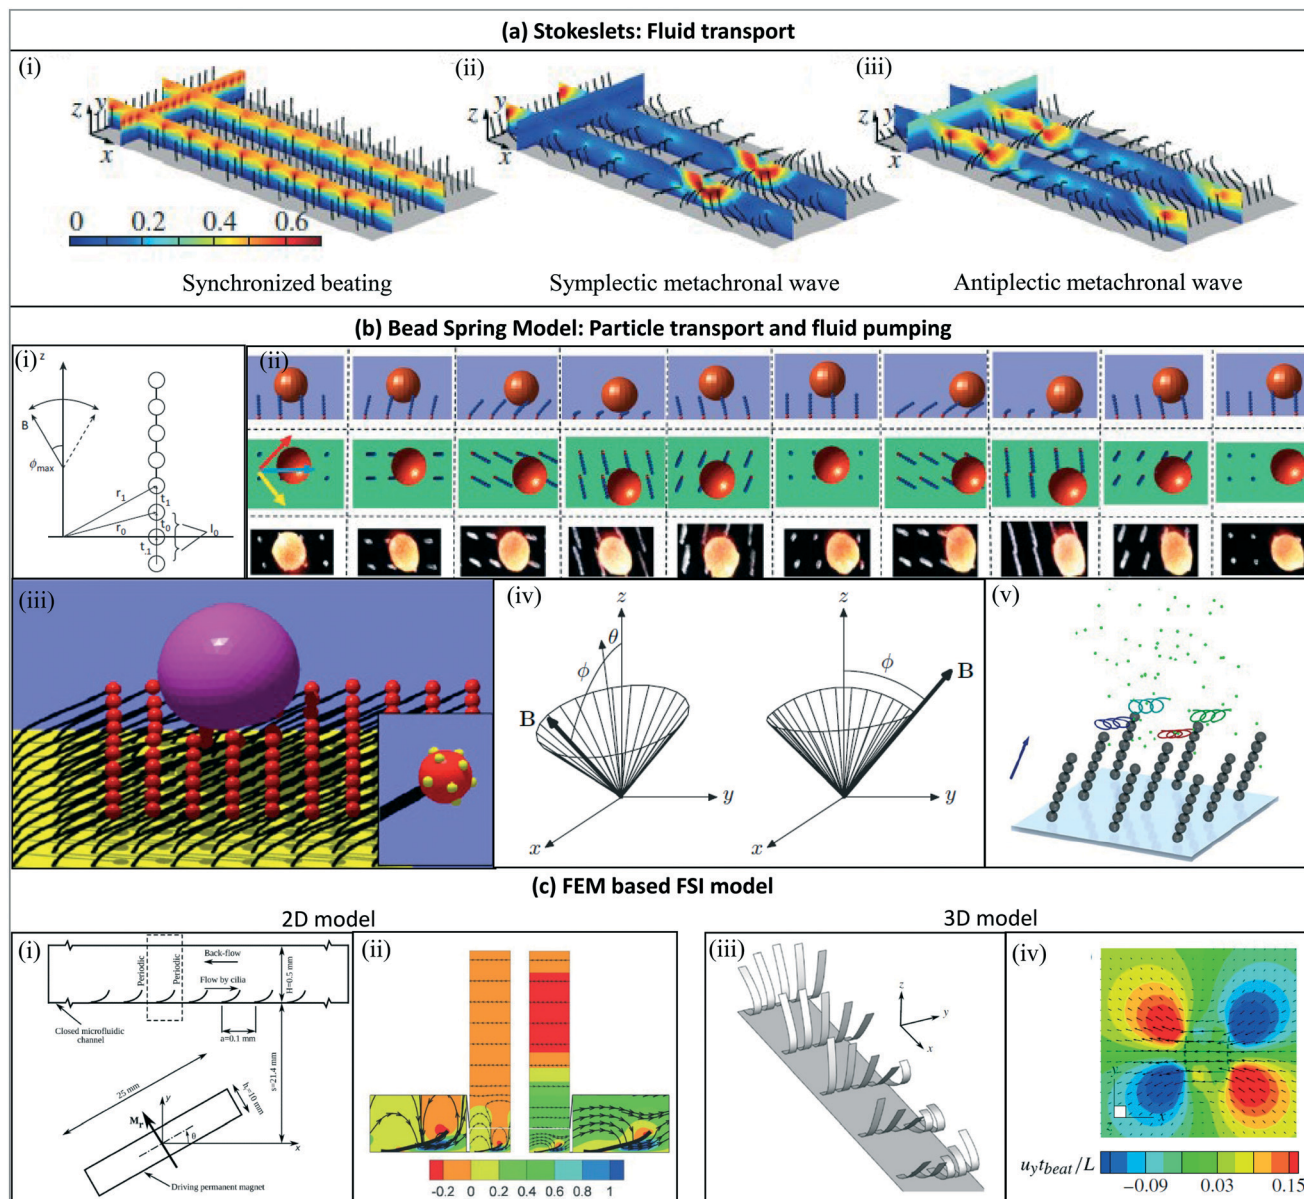 (a) Stokeslets: Fluid transport
(i)
(ii)
(iii)
z
y
x
z
y
x
z
y
x
0 0.2 0.4 0.6
Synchronized beating
Symplectic metachronal wave
Antiplectic metachronal wave
(b) Bead Spring Model: Particle transport and fluid pumping
(i)
z
B
ϕmax
r1
r0
t1
t0
t-1
l0
(ii)
(iii)
(iv)
z
θ
ϕ
B
y
x
z
ϕ
B
y
x
(v)
(c) FEM based FSI model
2D model
3D model
(i)
Periodic
Periodic
Back-flow
Flow by cilia
H=0.5 mm
Closed microfluidic
channel
a=0.1 mm
s=21.4 mm
25 mm
h=10 mm
y
Mr
θ
x
Driving permanent magnet
(ii)
-0.2 0 0.2 0.4 0.6 0.8 1
(iii)
z
y
x
(iv)
uytbeat/L
−0.09 0.03 0.15